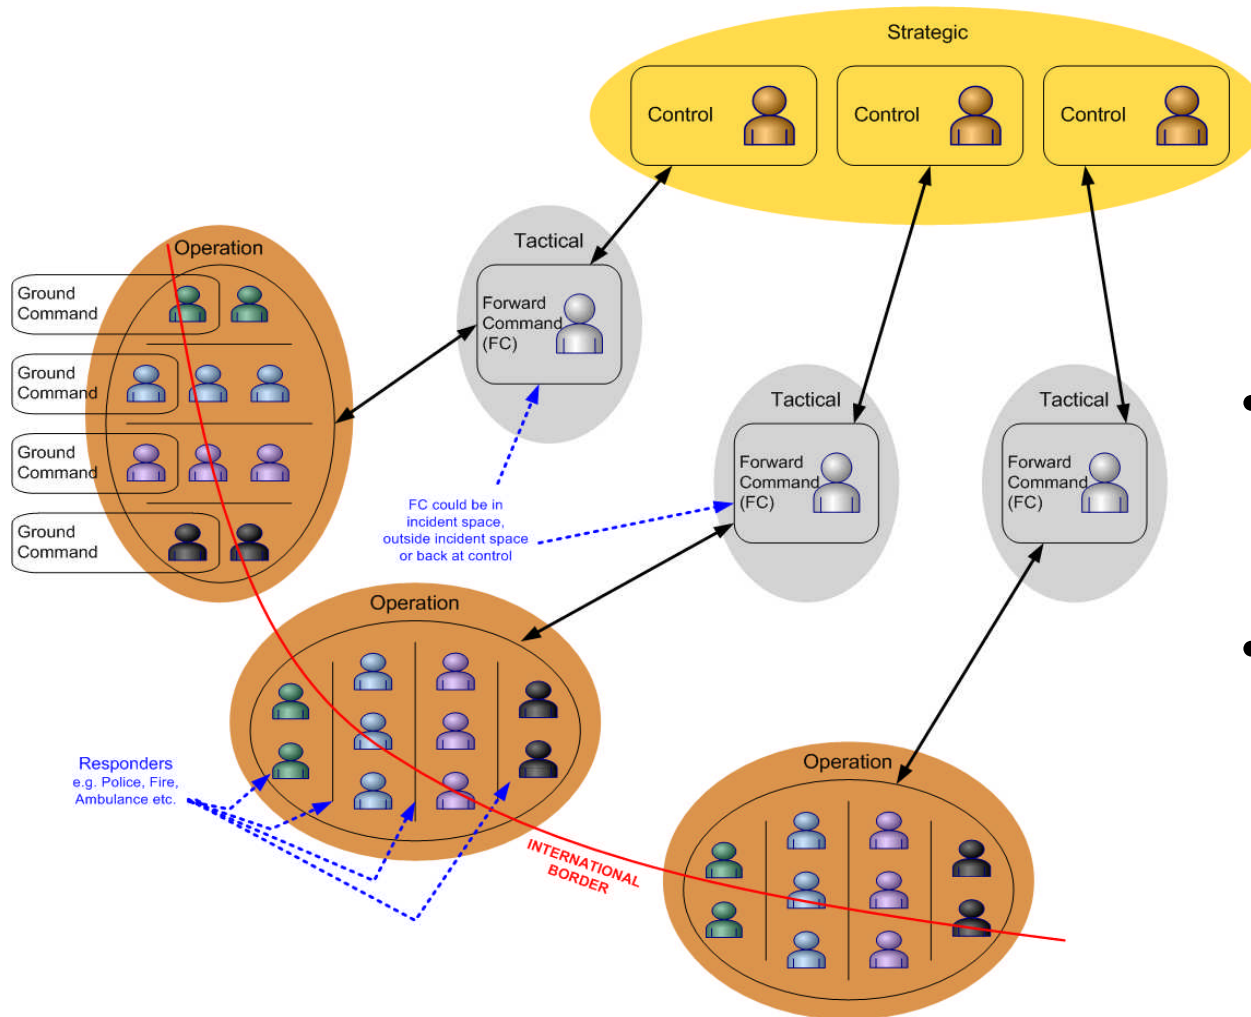 Strategic
Control
Control
Control
Tactical
Forward
Command
(FC)
Operation
Ground
Command
Ground
Command
Ground
Command
Ground
Command
Tactical
Forward
Command
(FC)
Tactical
Forward
Command
(FC)
FC could be in
incident space,
outside incident space
or back at control
Operation
Responders
e.g. Police, Fire,
Ambulance etc.
INTERNATIONAL
BORDER
Operation